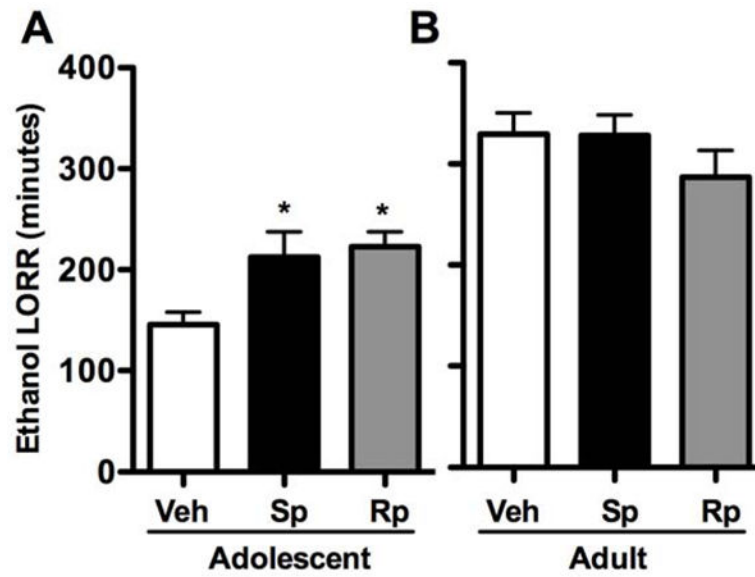 A
B
Ethanol LORR (minutes)
400
300
200
100
0
*
*
Veh Sp Rp
Veh Sp Rp
Adolescent
Adult